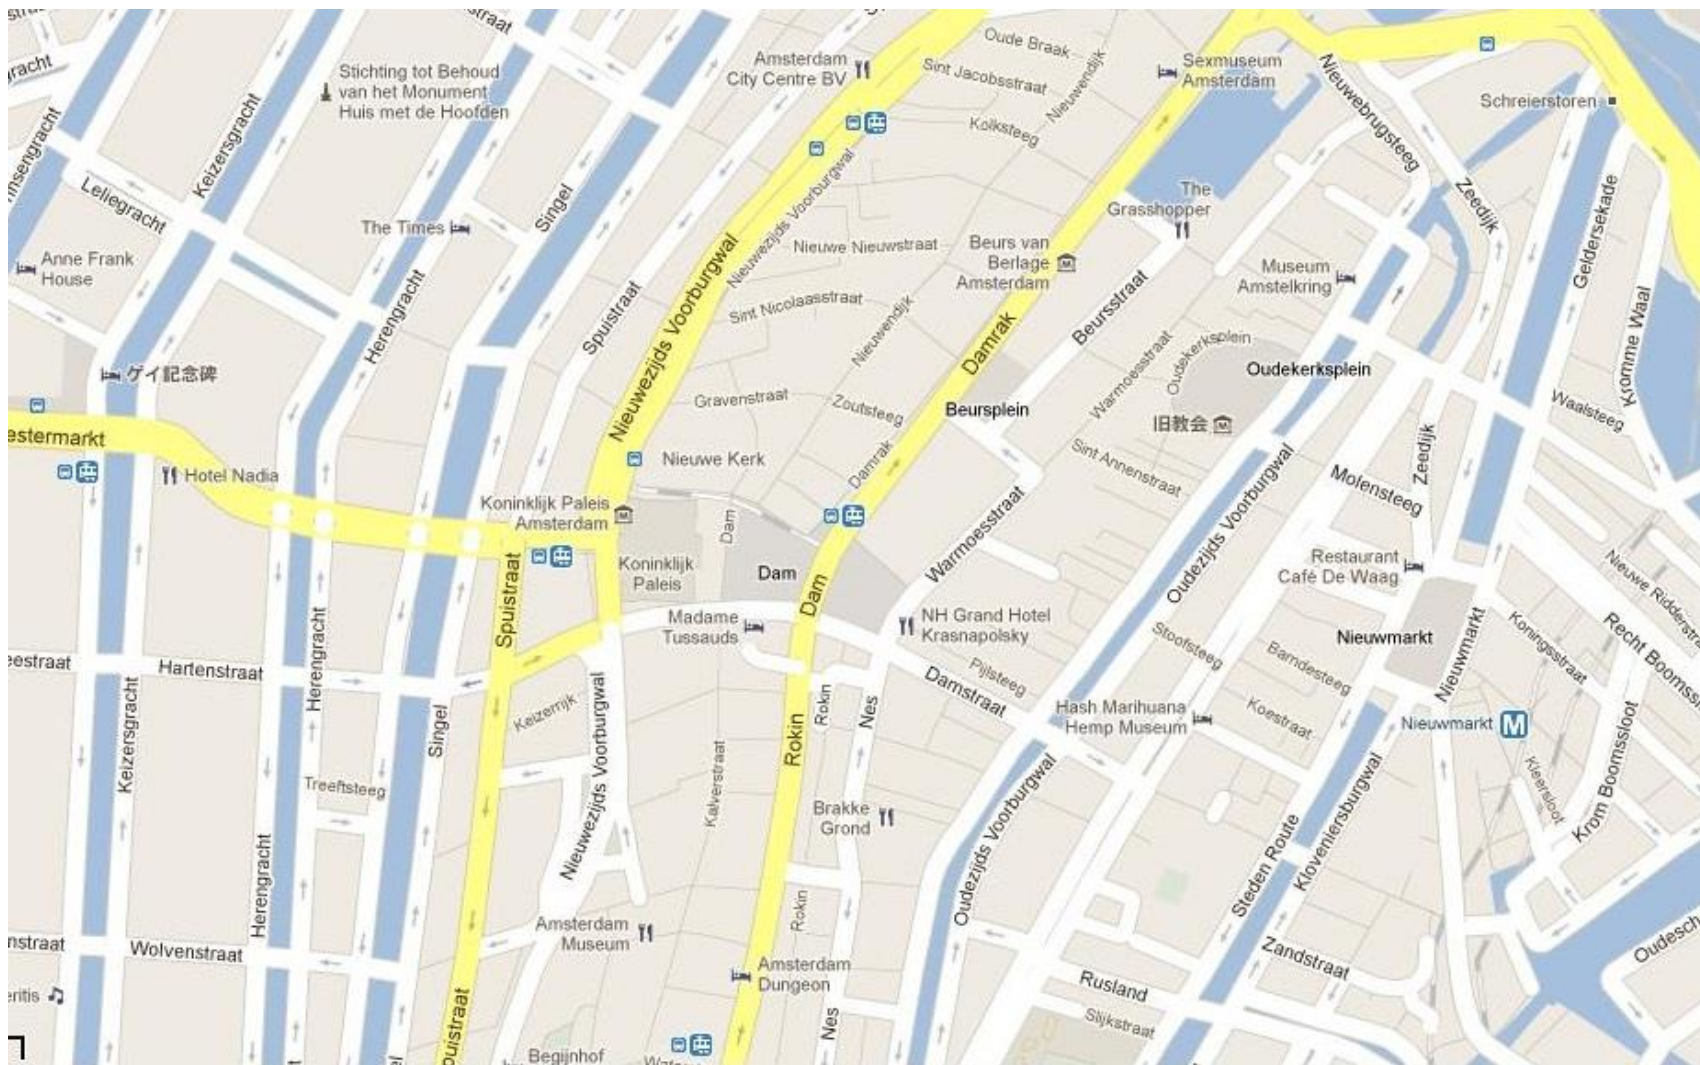 straat
Oude Braak
Amsterdam
City Centre BV
Sint Jacobsstraat
Nieuwendijk
Sexmuseum
Amsterdam
Nieuwebrugsteeg
Schreierstoren
Stichting tot Behoud
van het Monument
Huis met de Hoofden
Keizersgracht
Kolksteeg
Leliegracht
The Times
Singel
Nieuwezijds Voorburgwal
Nieuwezijds Voorburgwal
Nieuwe Nieuwstraat
Beurs van
Berlage
Amsterdam
The
Grasshopper
Zeedijk
Geldersekade
Anne Frank
House
Herengracht
Spuistraat
Sint Nicolaasstraat
Nieuwendijk
Damrak
Beursstraat
Museum
Amstelkring
Kromme Waal
ゲイ記念碑
Gravenstraat
Zoutsteeg
Beursplein
Warmoesstraat
Oudekerksplein
Oudekerksplein
旧教会
Waalsteeg
estermarkt
Hotel Nadia
Nieuwe Kerk
Damrak
Sint Annenstraat
Zeedijk
Molensteeg
Koninklijk Paleis
Amsterdam
Dam
Warmoesstraat
Oudezijds Voorburgwal
Koninklijk
Paleis
Dam
Dam
Restaurant
Café De Waag
Nieuwe Ridderstra
Spuistraat
Madame
Tussauds
NH Grand Hotel
Krasnapolsky
Stoofsteeg
Nieuwmarkt
Nieuwmarkt
Koningsstraat
Recht Boomss
eestraat
Hartenstraat
Herengracht
Keizersgracht
Singel
Keizerrijk
Nieuwezijds Voorburgwal
Rokin
Rokin
Nes
Pijlsteeg
Damstraat
Barndesteeg
Koestraat
Hash Marihuana
Hemp Museum
Nieuwmarkt
M
Krom Boomssloot
Kleersloot
Treeftsteeg
Kalverstraat
Brakke
Grond
Oudezijds Voorburgwal
Steden Route
Kloveniersburgwal
Herengracht
nstraat
Wolvenstraat
Amsterdam
Museum
Rokin
Amsterdam
Dungeon
Zandstraat
Rusland
Slijkstraat
Oudesch
eritis
puistraat
Nes
Begijnhof